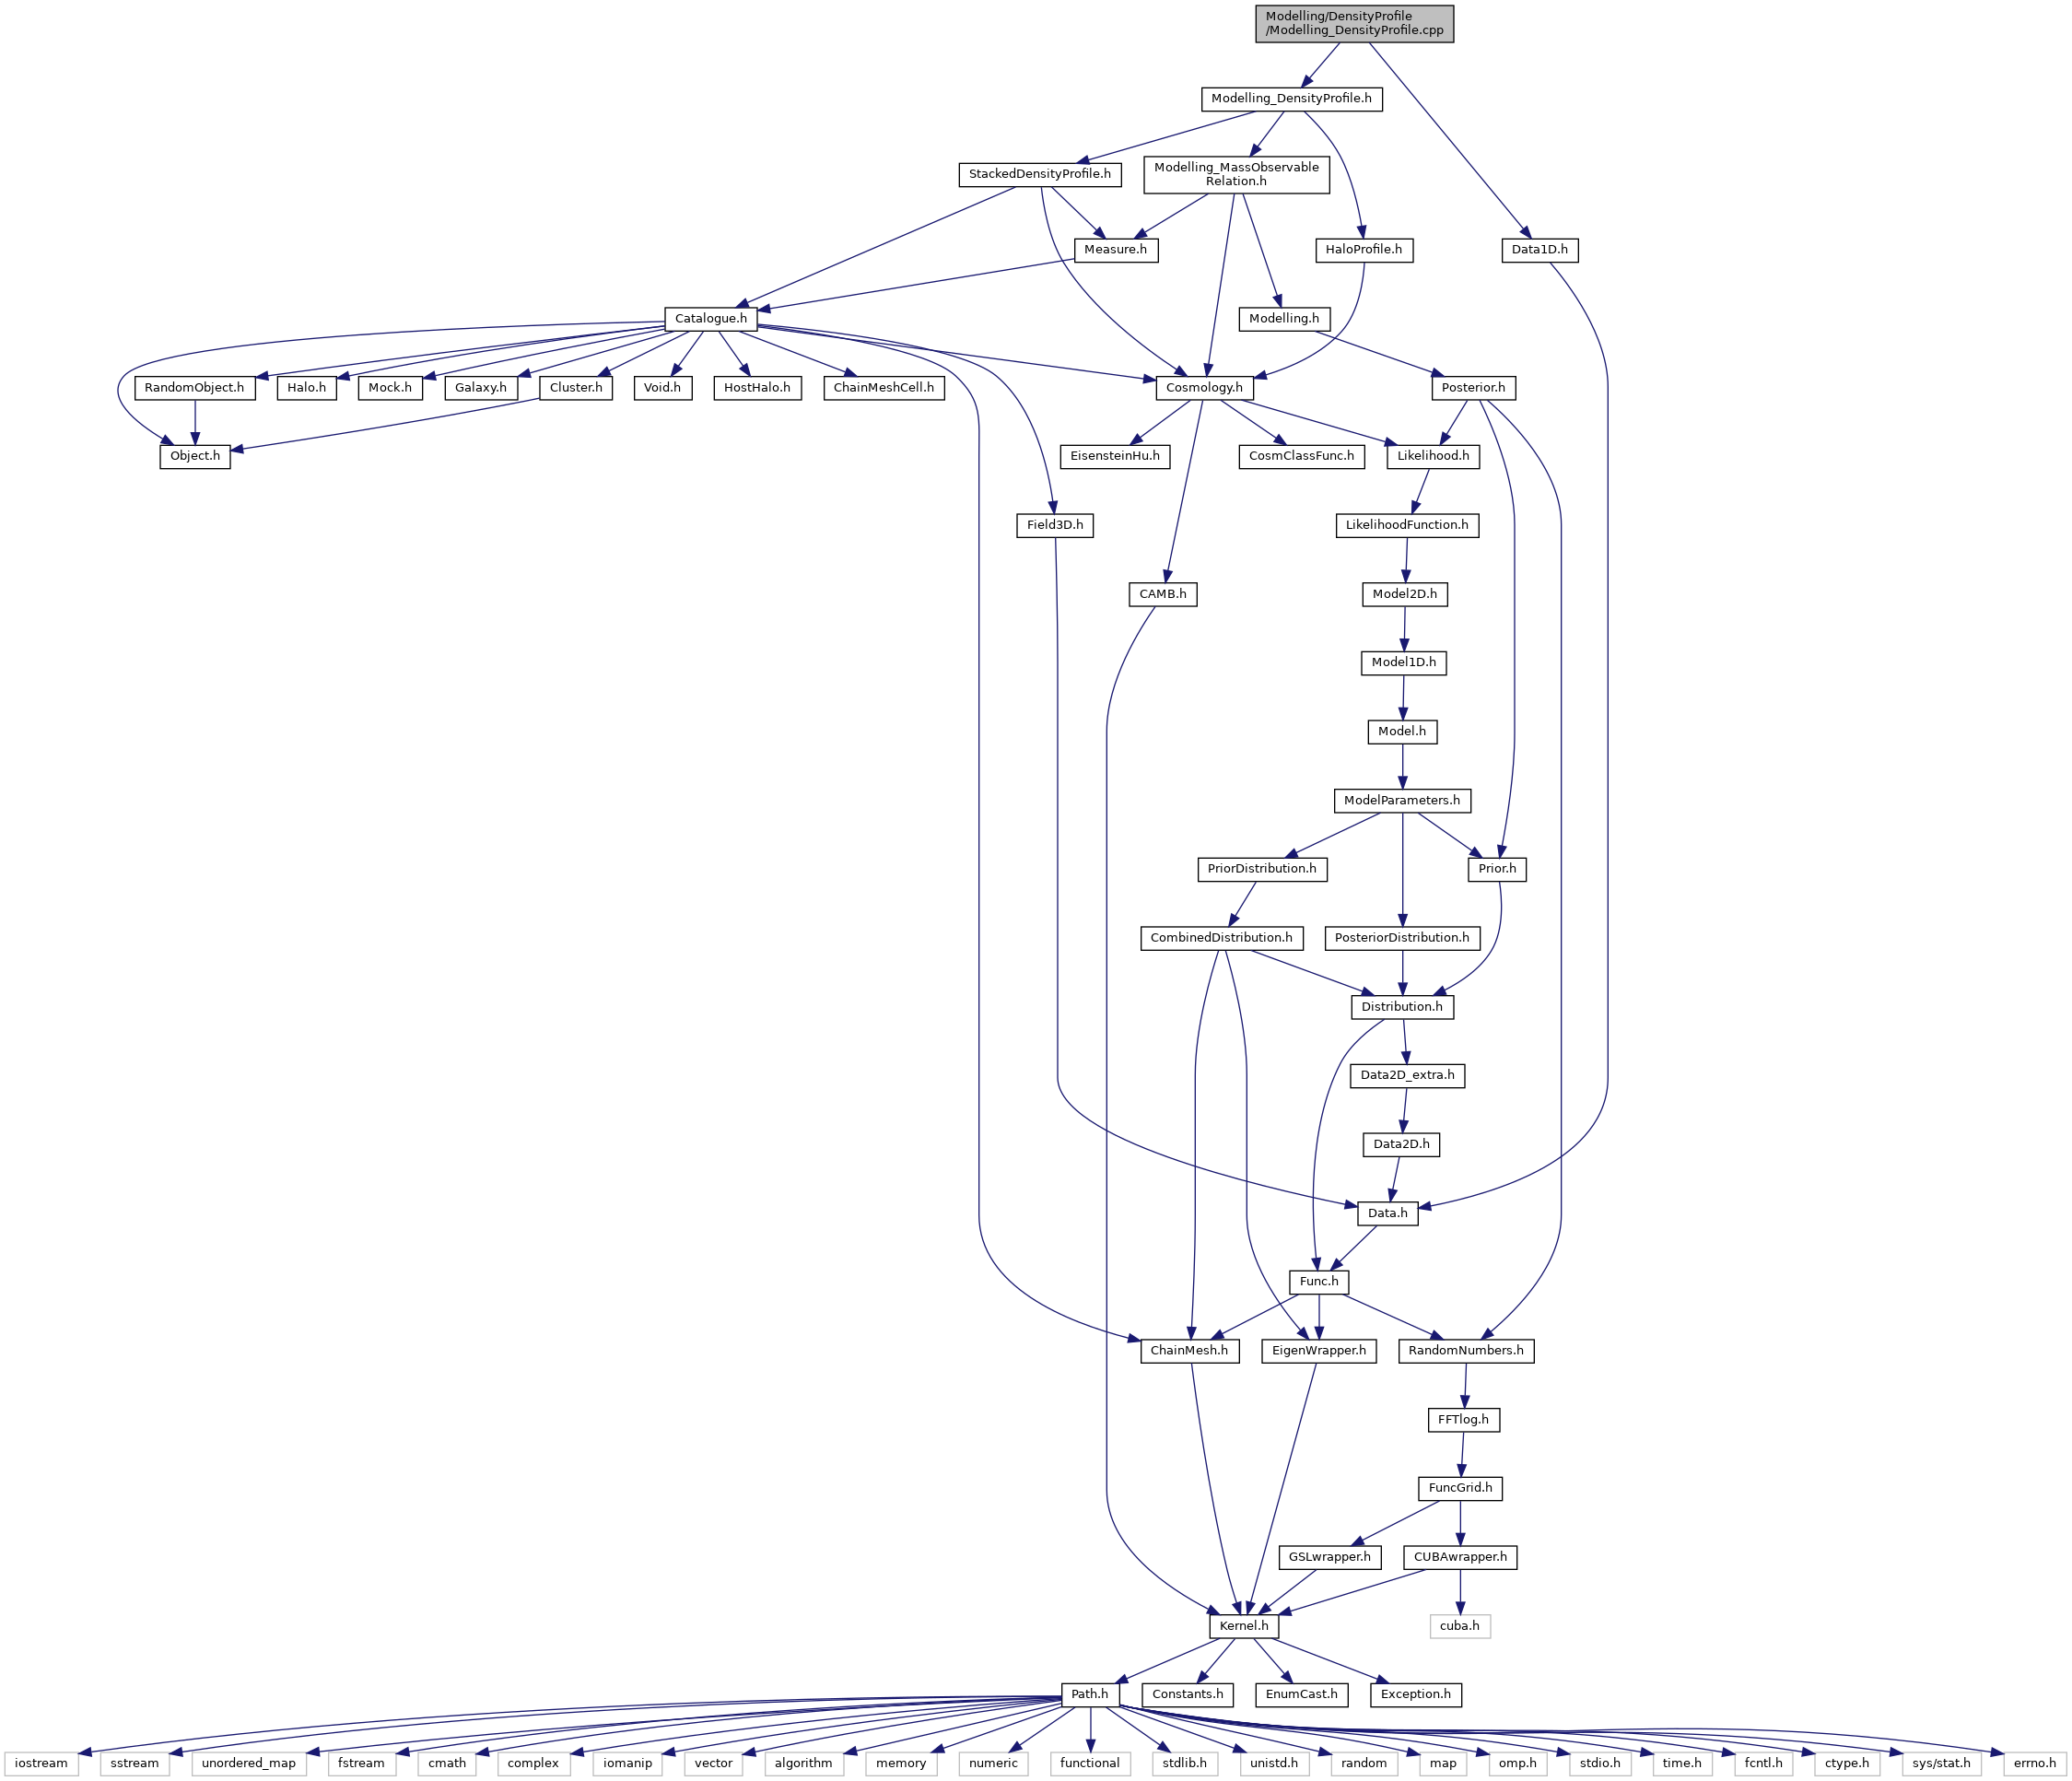 Modelling/DensityProfile
/Modelling_DensityProfile.cpp
Modelling_DensityProfile.h
StackedDensityProfile.h
Modelling_MassObservable
Relation.h
Measure.h
HaloProfile.h
Data1D.h
Catalogue.h
Modelling.h
RandomObject.h
Halo.h
Mock.h
Galaxy.h
Cluster.h
Void.h
HostHalo.h
ChainMeshCell.h
Cosmology.h
Posterior.h
Object.h
EisensteinHu.h
CosmClassFunc.h
Likelihood.h
Field3D.h
LikelihoodFunction.h
CAMB.h
Model2D.h
Model1D.h
Model.h
ModelParameters.h
PriorDistribution.h
Prior.h
CombinedDistribution.h
PosteriorDistribution.h
Distribution.h
Data2D_extra.h
Data2D.h
Data.h
Func.h
ChainMesh.h
EigenWrapper.h
RandomNumbers.h
FFTlog.h
FuncGrid.h
GSLwrapper.h
CUBAwrapper.h
Kernel.h
cuba.h
Path.h
Constants.h
EnumCast.h
Exception.h
iostream
sstream
unordered_map
fstream
cmath
complex
iomanip
vector
algorithm
memory
numeric
functional
stdlib.h
unistd.h
random
map
omp.h
stdio.h
time.h
fcntl.h
ctype.h
sys/stat.h
errno.h